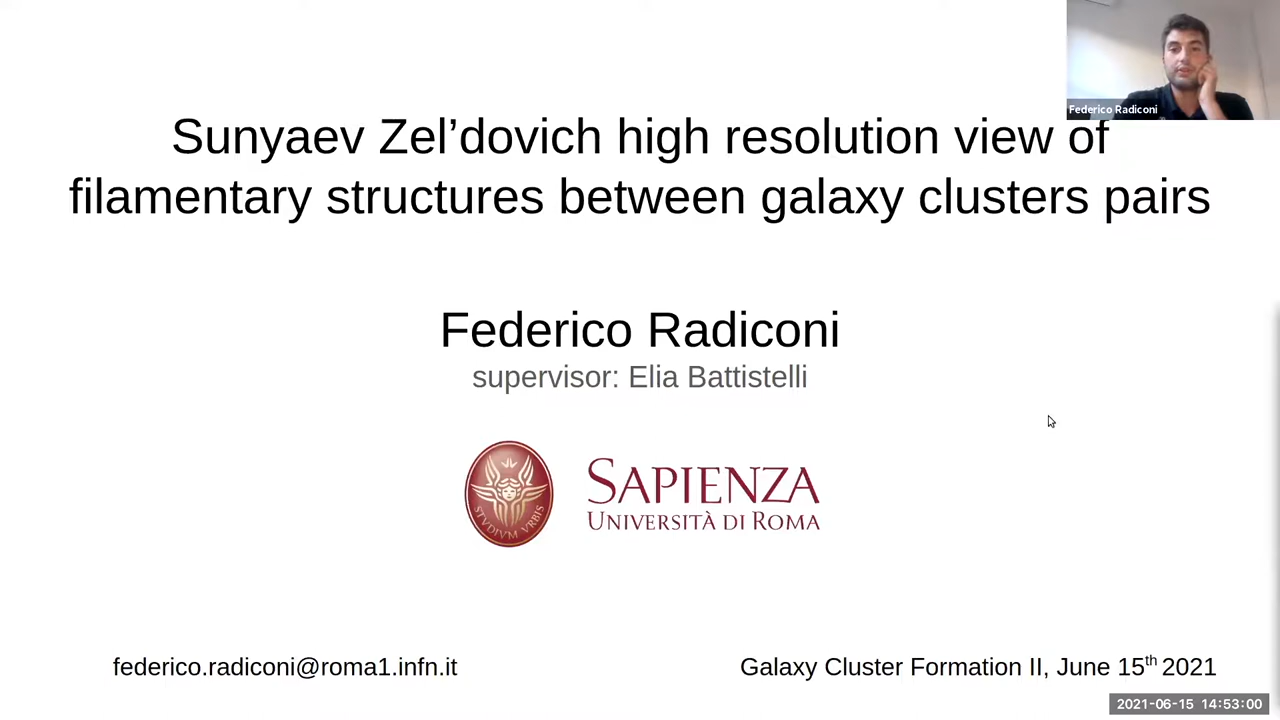 Federico Radiconi
Sunyaev Zel’dovich high resolution view of
filamentary structures between galaxy clusters pairs
Federico Radiconi
supervisor: Elia Battistelli
STVDIVM VRBIS
SAPIENZA
UNIVERSITÀ DI ROMA
federico.radiconi@roma1.infn.it
Galaxy Cluster Formation II, June 15th 2021
2021-06-15 14:53:00